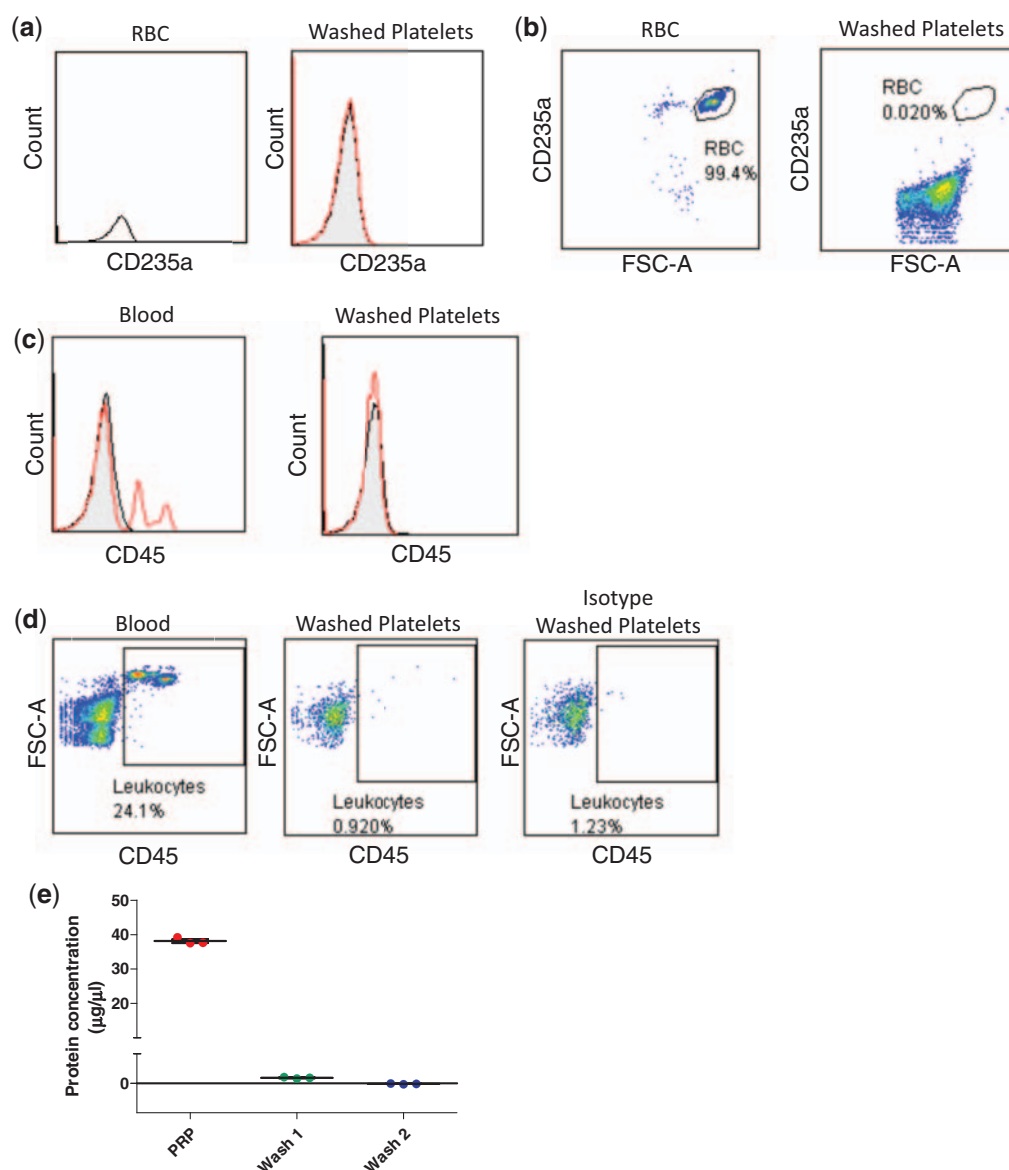 (a)
RBC
Washed Platelets
Count
CD235a
Count
CD235a
(b)
RBC
Washed Platelets
CD235a
RBC
99.4%
FSC-A
CD235a
RBC
0.020%
FSC-A
(c)
Blood
Washed Platelets
Count
CD45
Count
CD45
(d)
Blood
Washed Platelets
Isotype
Washed Platelets
FSC-A
Leukocytes
24.1%
CD45
FSC-A
Leukocytes
0.920%
CD45
FSC-A
Leukocytes
1.23%
CD45
(e)
Protein concentration
(µg/µl)
50
40
30
20
10
0
PRP
Wash 1
Wash 2